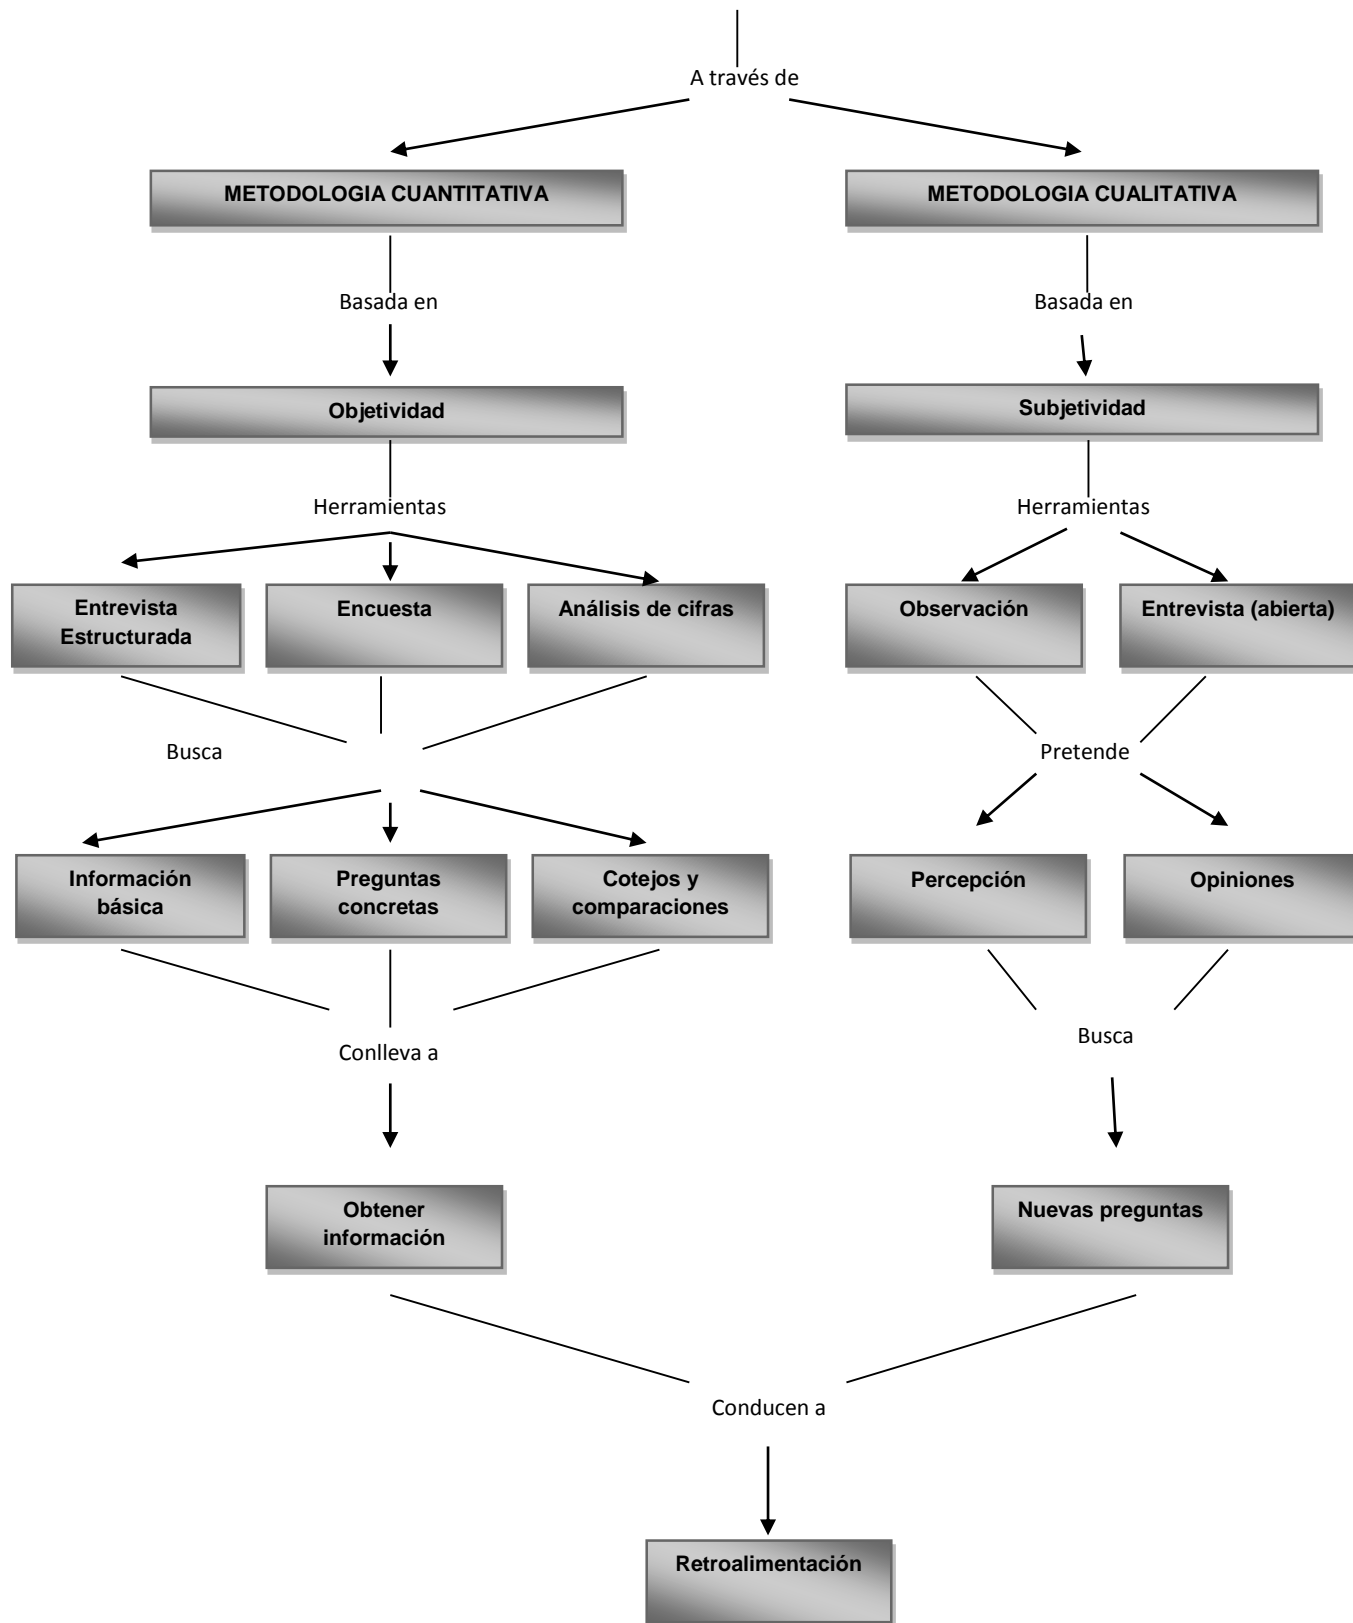 A través de
METODOLOGIA CUANTITATIVA
METODOLOGIA CUALITATIVA
Basada en
Basada en
Objetividad
Subjetividad
Herramientas
Herramientas
Entrevista
Estructurada
Encuesta
Análisis de cifras
Observación
Entrevista (abierta)
Busca
Pretende
Información
básica
Preguntas
concretas
Cotejos y
comparaciones
Percepción
Opiniones
Conlleva a
Busca
Obtener
información
Nuevas preguntas
Conducen a
Retroalimentación